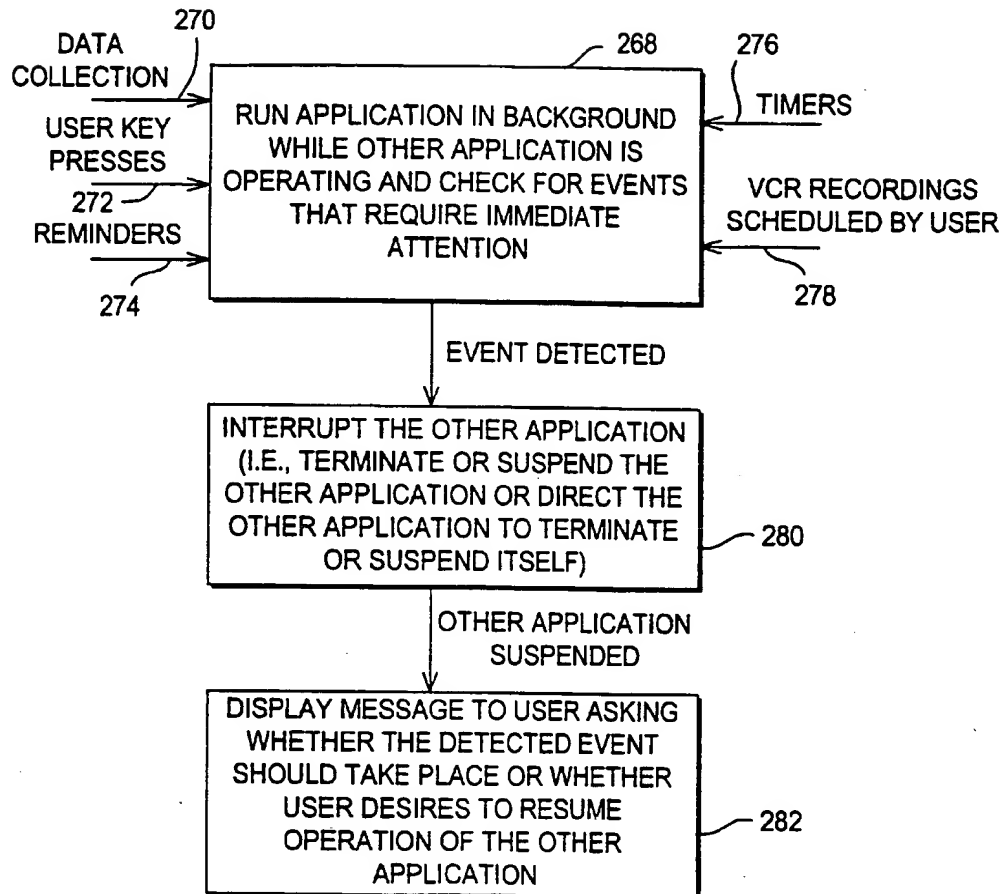 270
DATA
COLLECTION
USER KEY
PRESSES
272
REMINDERS
274
268
RUN APPLICATION IN BACKGROUND
WHILE OTHER APPLICATION IS
OPERATING AND CHECK FOR EVENTS
THAT REQUIRE IMMEDIATE
ATTENTION
276
TIMERS
VCR RECORDINGS
SCHEDULED BY USER
278
EVENT DETECTED
INTERRUPT THE OTHER APPLICATION
(I.E., TERMINATE OR SUSPEND THE
OTHER APPLICATION OR DIRECT THE
OTHER APPLICATION TO TERMINATE
OR SUSPEND ITSELF)
280
OTHER APPLICATION
SUSPENDED
DISPLAY MESSAGE TO USER ASKING
WHETHER THE DETECTED EVENT
SHOULD TAKE PLACE OR WHETHER
USER DESIRES TO RESUME
OPERATION OF THE OTHER
APPLICATION
282